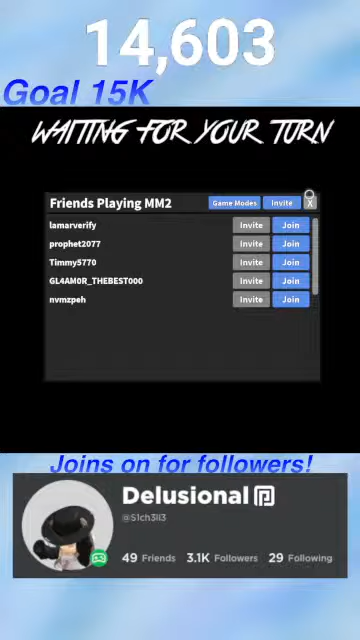 14,603
Goal 15K
WAITING FOR YOUR TURN
Friends Playing MM2 Game Modes Invite X
lamarverify Invite Join
prophet2077 Invite Join
Timmy5770 Invite Join
GL4AM0R_THEBEST000 Invite Join
nvmzpeh Invite Join
Joins on for followers!
Delusional
@S1ch3ll3
49 Friends 3.1K Followers 29 Following